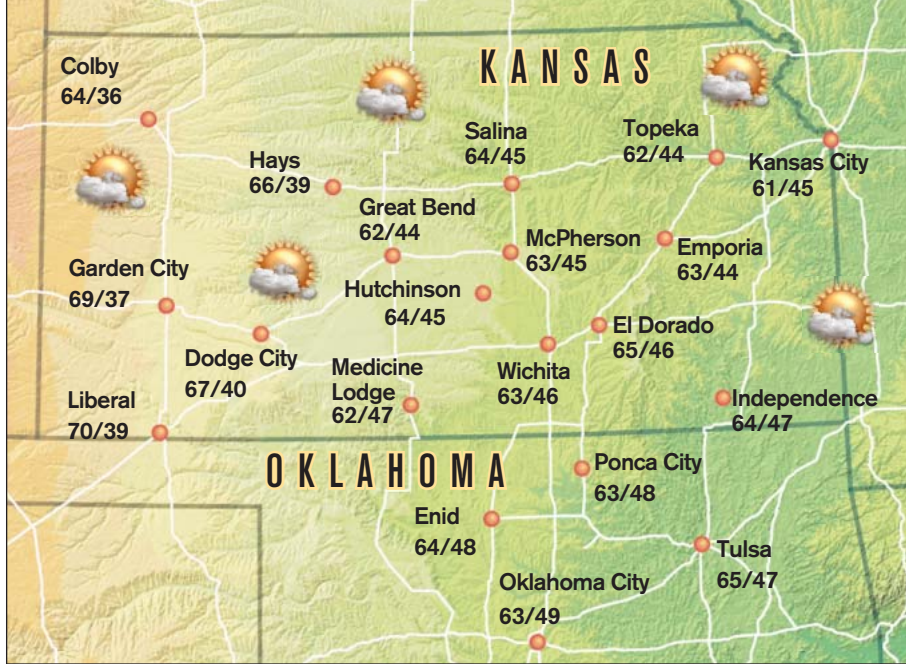 KANSAS
Colby
64/36
Salina
64/45
Topeka
62/44
Hays
66/39
Kansas City
61/45
Great Bend
62/44
McPherson
63/45
Emporia
63/44
Garden City
69/37
Hutchinson
64/45
El Dorado
65/46
Dodge City
67/40
Medicine
Lodge
62/47
Wichita
63/46
Liberal
70/39
Independence
64/47
OKLAHOMA
Ponca City
63/48
Enid
64/48
Tulsa
65/47
Oklahoma City
63/49